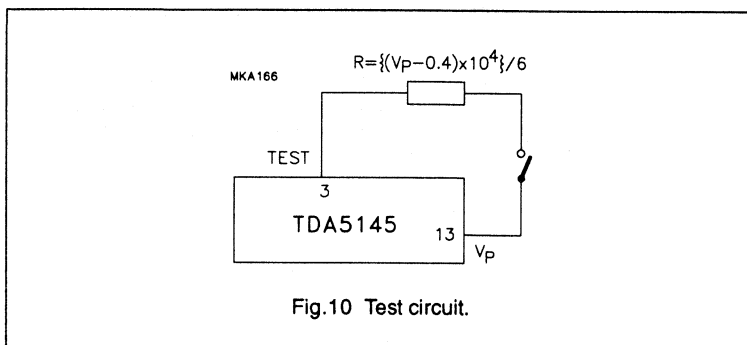 R={(VP–0.4)x10⁴}/6
MKA166
TEST
3
TDA5145
13
VP
Fig.10 Test circuit.